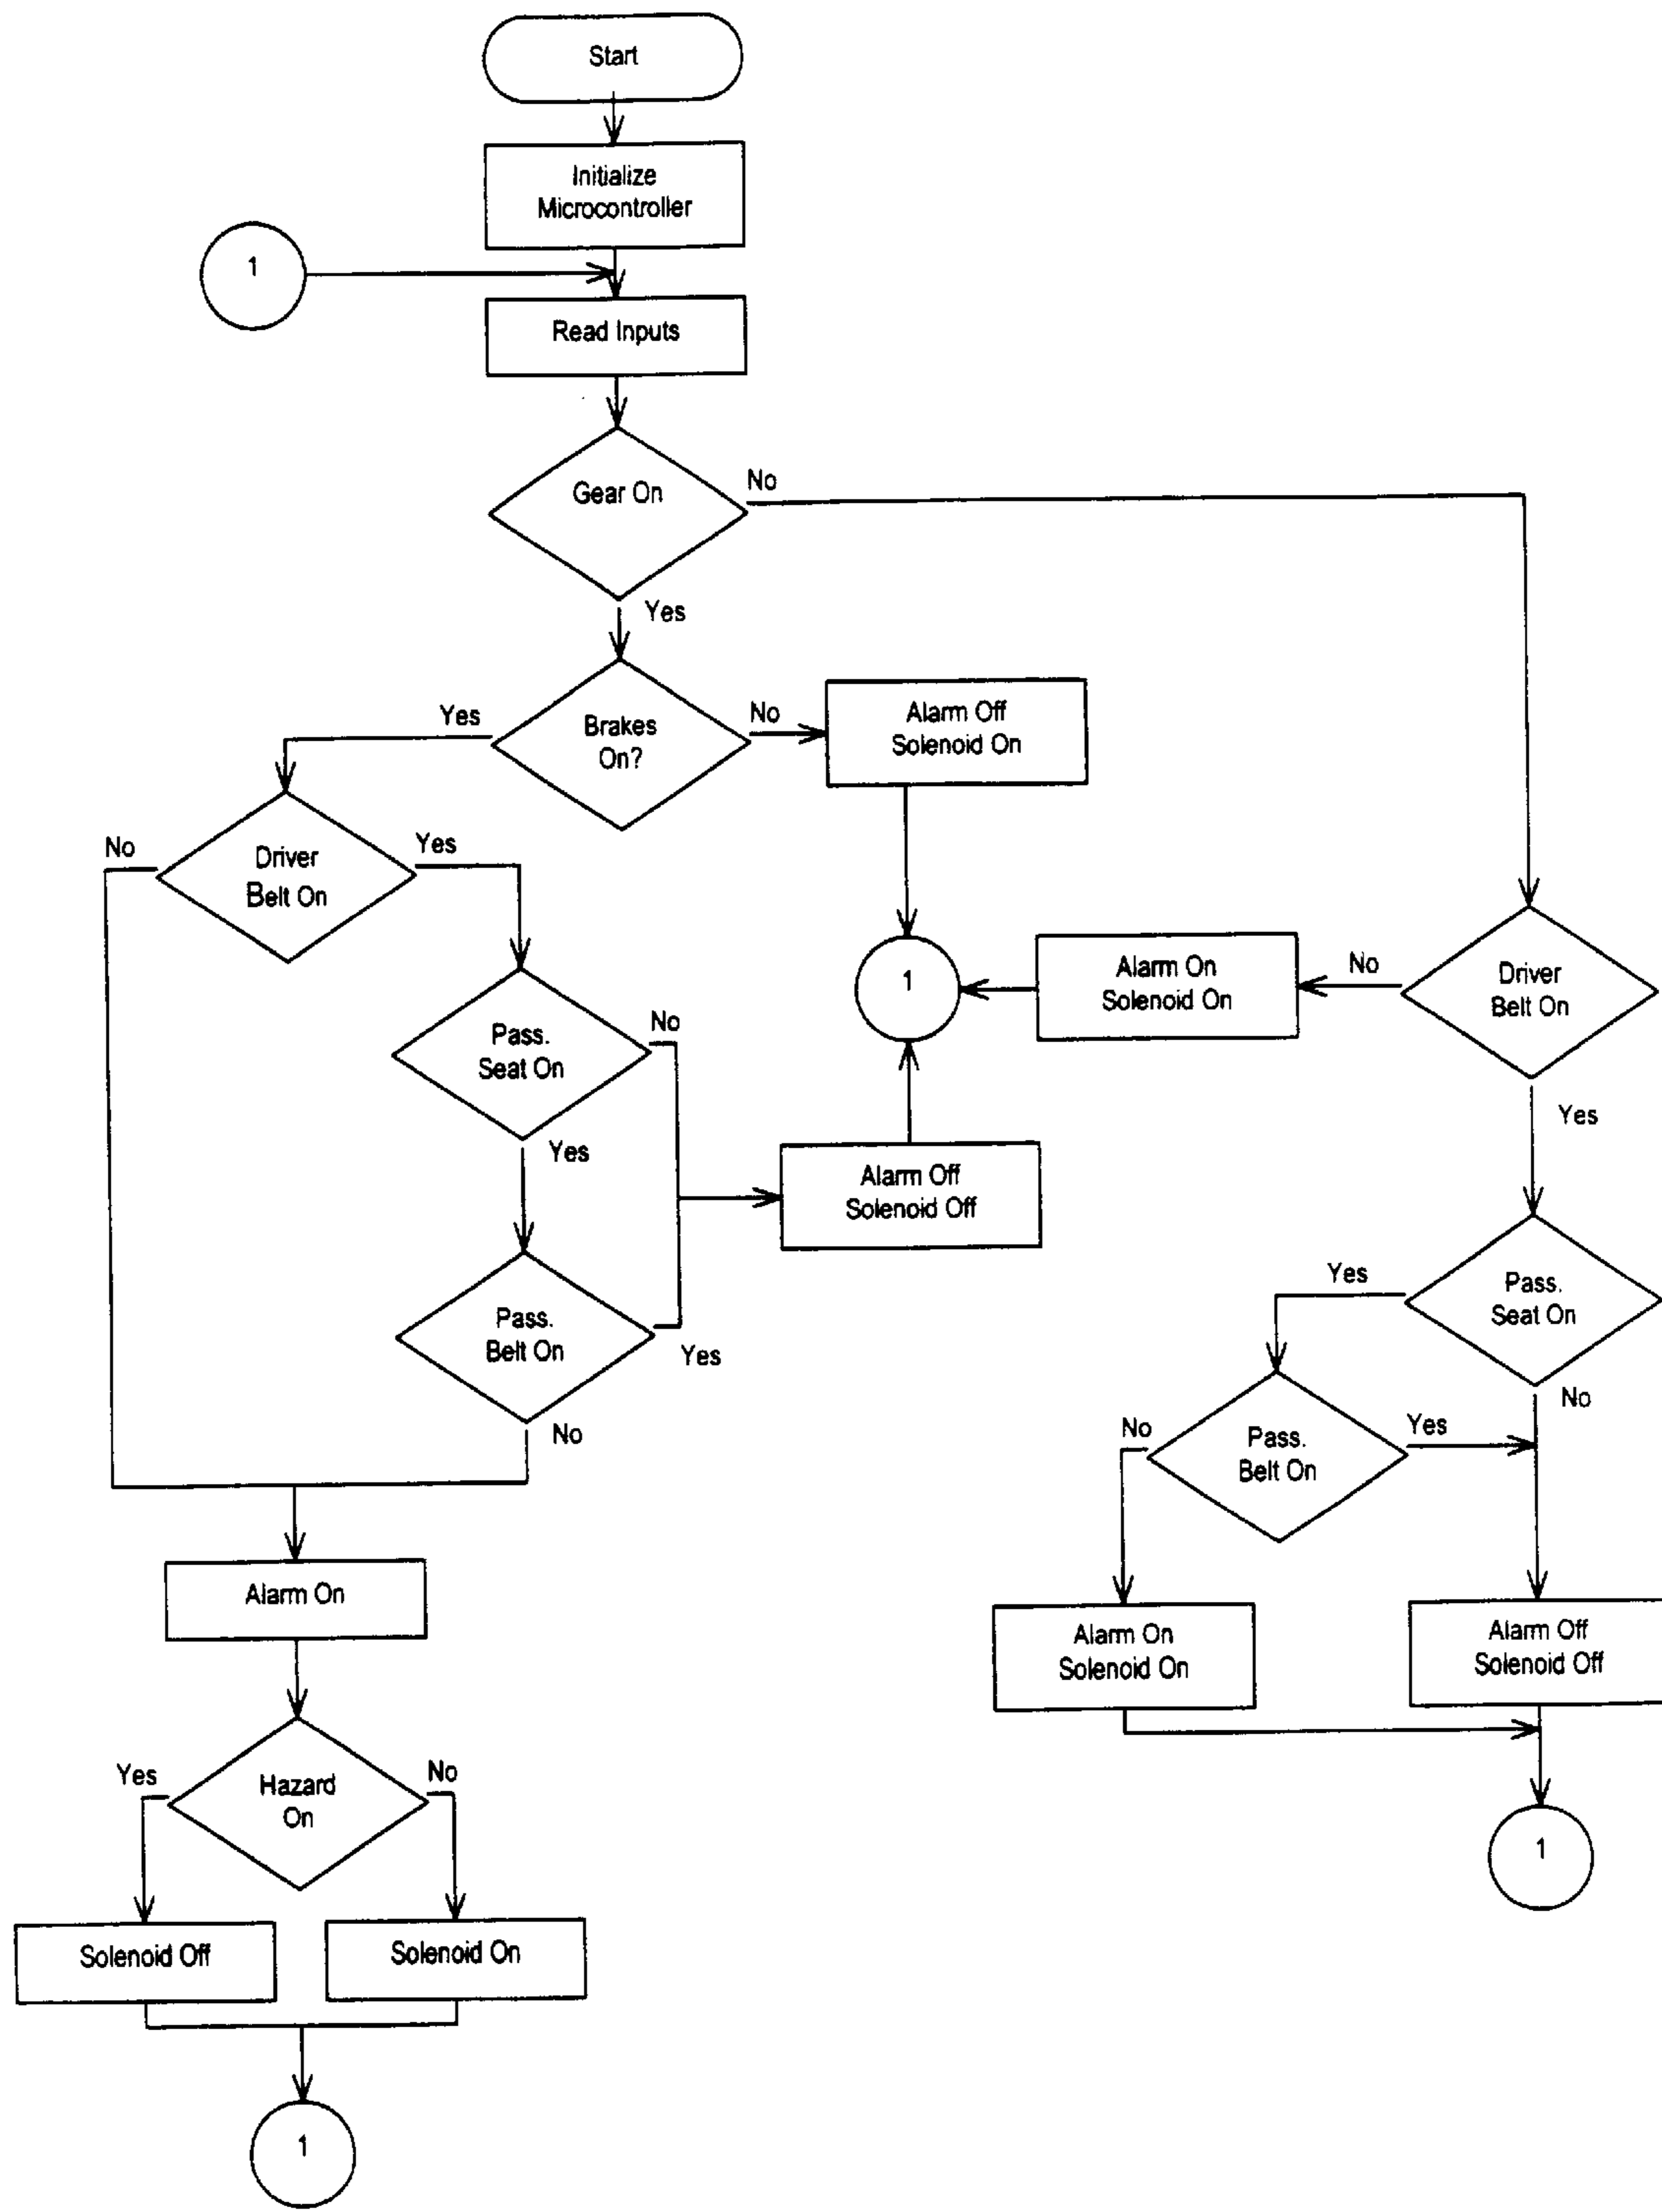 Start
Initialize
Microcontroller
1
Read Inputs
Gear On
No
Yes
Brakes
On?
Yes
No
Alarm Off
Solenoid On
Driver
Belt On
No
Yes
1
Alarm On
Solenoid On
No
Driver
Belt On
Yes
Pass.
Seat On
No
Yes
Alarm Off
Solenoid Off
Pass.
Belt On
Yes
No
Pass.
Seat On
Yes
No
Pass.
Belt On
No
Yes
Alarm On
Solenoid On
Alarm Off
Solenoid Off
1
Alarm On
Hazard
On
Yes
No
Solenoid Off
Solenoid On
1